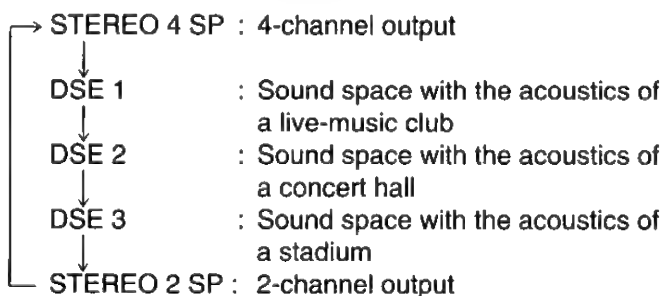 STEREO 4 SP : 4-channel output
DSE 1 : Sound space with the acoustics of
a live-music club
DSE 2 : Sound space with the acoustics of
a concert hall
DSE 3 : Sound space with the acoustics of
a stadium
STEREO 2 SP : 2-channel output